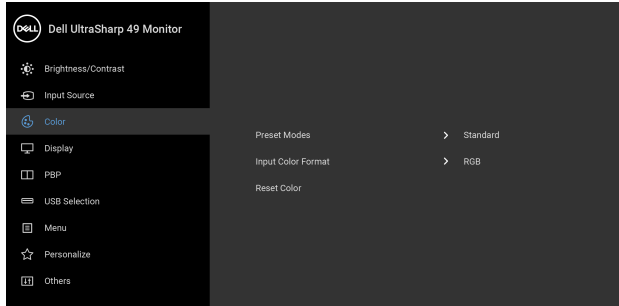 DELL Dell UltraSharp 49 Monitor
Brightness/Contrast
Input Source
Color
Display
PBP
USB Selection
Menu
Personalize
Others
Preset Modes > Standard
Input Color Format > RGB
Reset Color